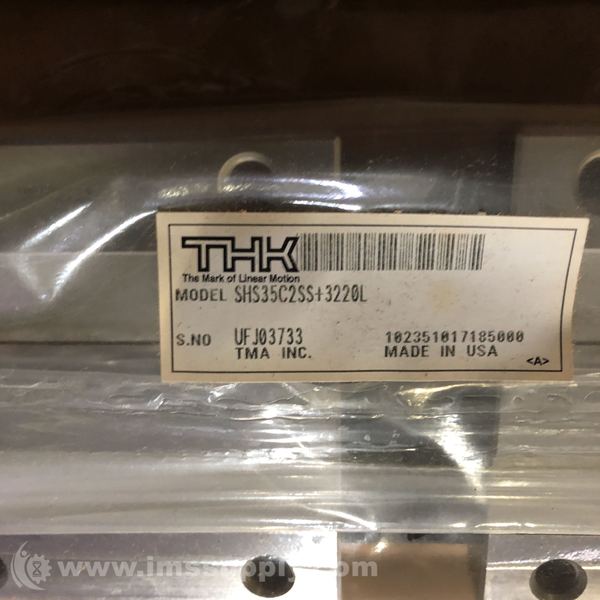 THK
The Mark of Linear Motion
MODEL SHS35C2SS+3220L
S.NO UFJ03733 102351017185000
TMA INC. MADE IN USA
<A>
www.imssupply.com